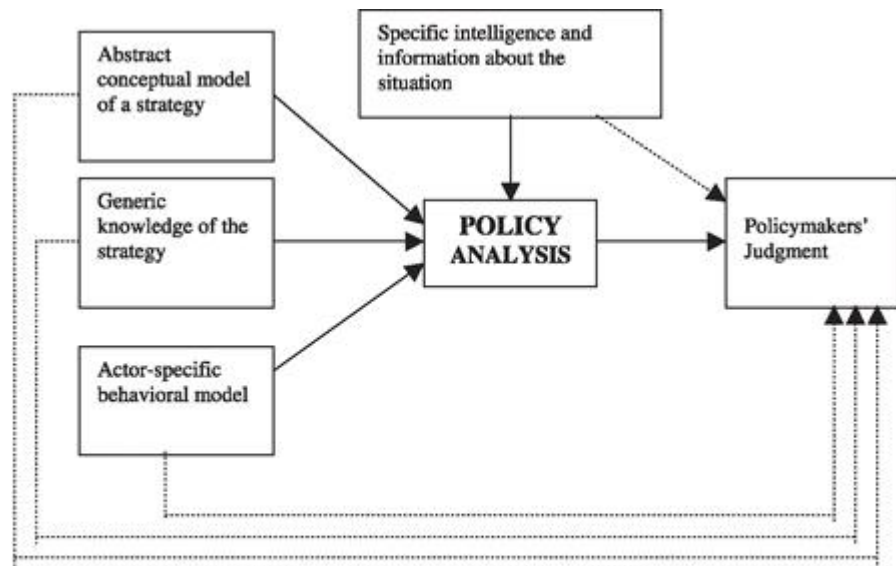 Abstract
conceptual model
of a strategy
Specific intelligence and
information about the
situation
Generic
knowledge of the
strategy
POLICY
ANALYSIS
Policymakers'
Judgment
Actor-specific
behavioral model